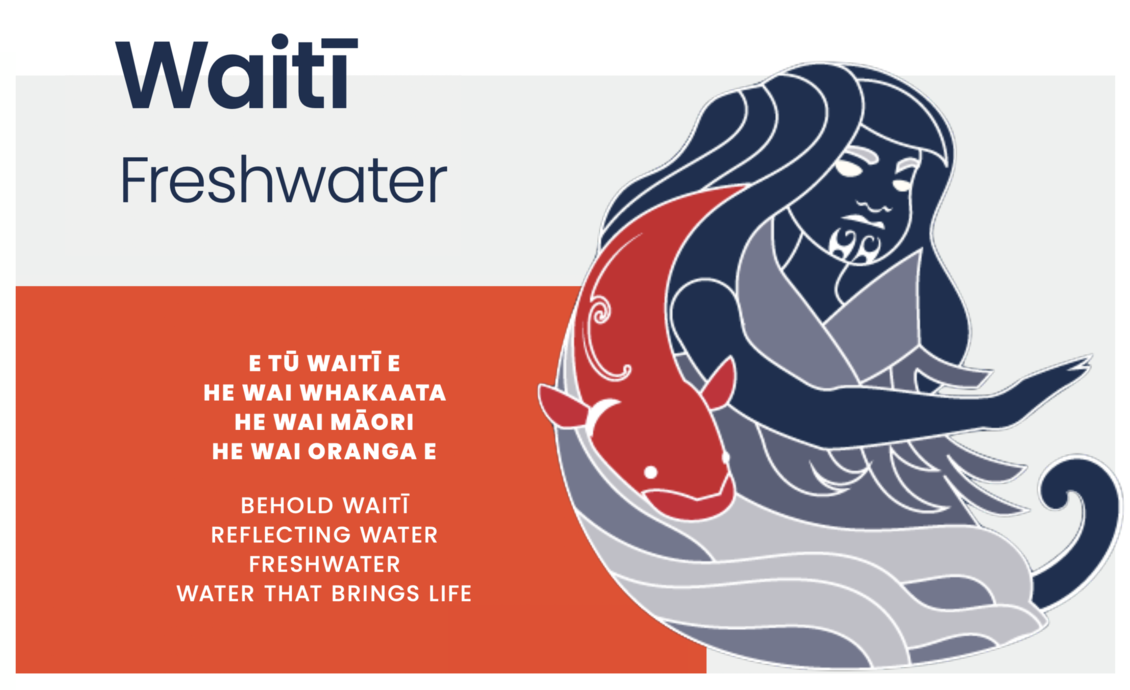 Waitī
Freshwater
E TŪ WAITĪ E
HE WAI WHAKAATA
HE WAI MĀORI
HE WAI ORANGA E
BEHOLD WAITĪ
REFLECTING WATER
FRESHWATER
WATER THAT BRINGS LIFE